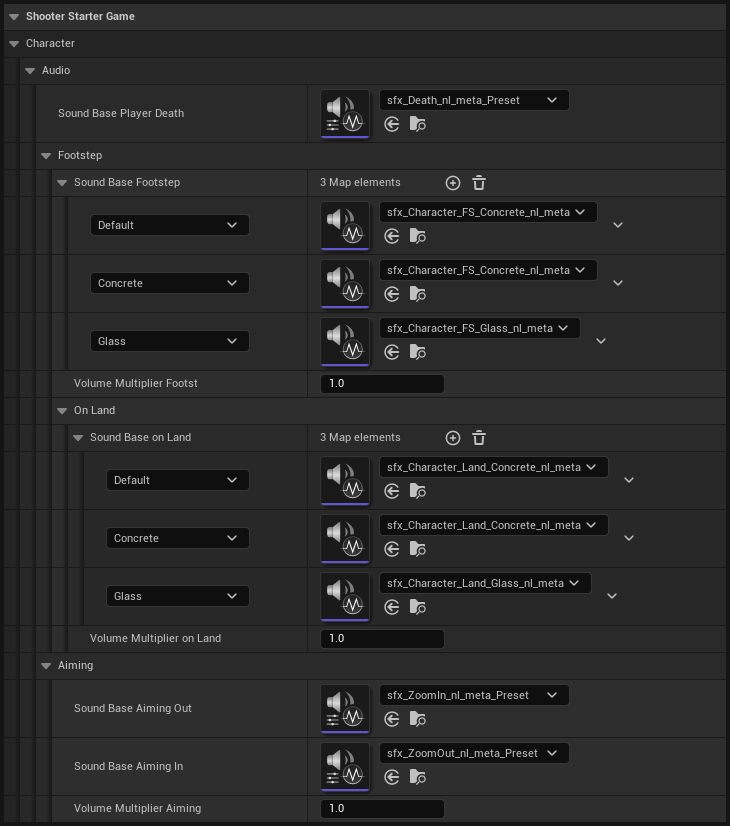 Shooter Starter Game
Character
Audio
Sound Base Player Death
sfx_Death_nl_meta_Preset
Footstep
Sound Base Footstep
3 Map elements
Default
sfx_Character_FS_Concrete_nl_meta
Concrete
sfx_Character_FS_Concrete_nl_meta
Glass
sfx_Character_FS_Glass_nl_meta
Volume Multiplier Footst
1.0
On Land
Sound Base on Land
3 Map elements
Default
sfx_Character_Land_Concrete_nl_meta
Concrete
sfx_Character_Land_Concrete_nl_meta
Glass
sfx_Character_Land_Glass_nl_meta
Volume Multiplier on Land
1.0
Aiming
Sound Base Aiming Out
sfx_ZoomIn_nl_meta_Preset
Sound Base Aiming In
sfx_ZoomOut_nl_meta_Preset
Volume Multiplier Aiming
1.0